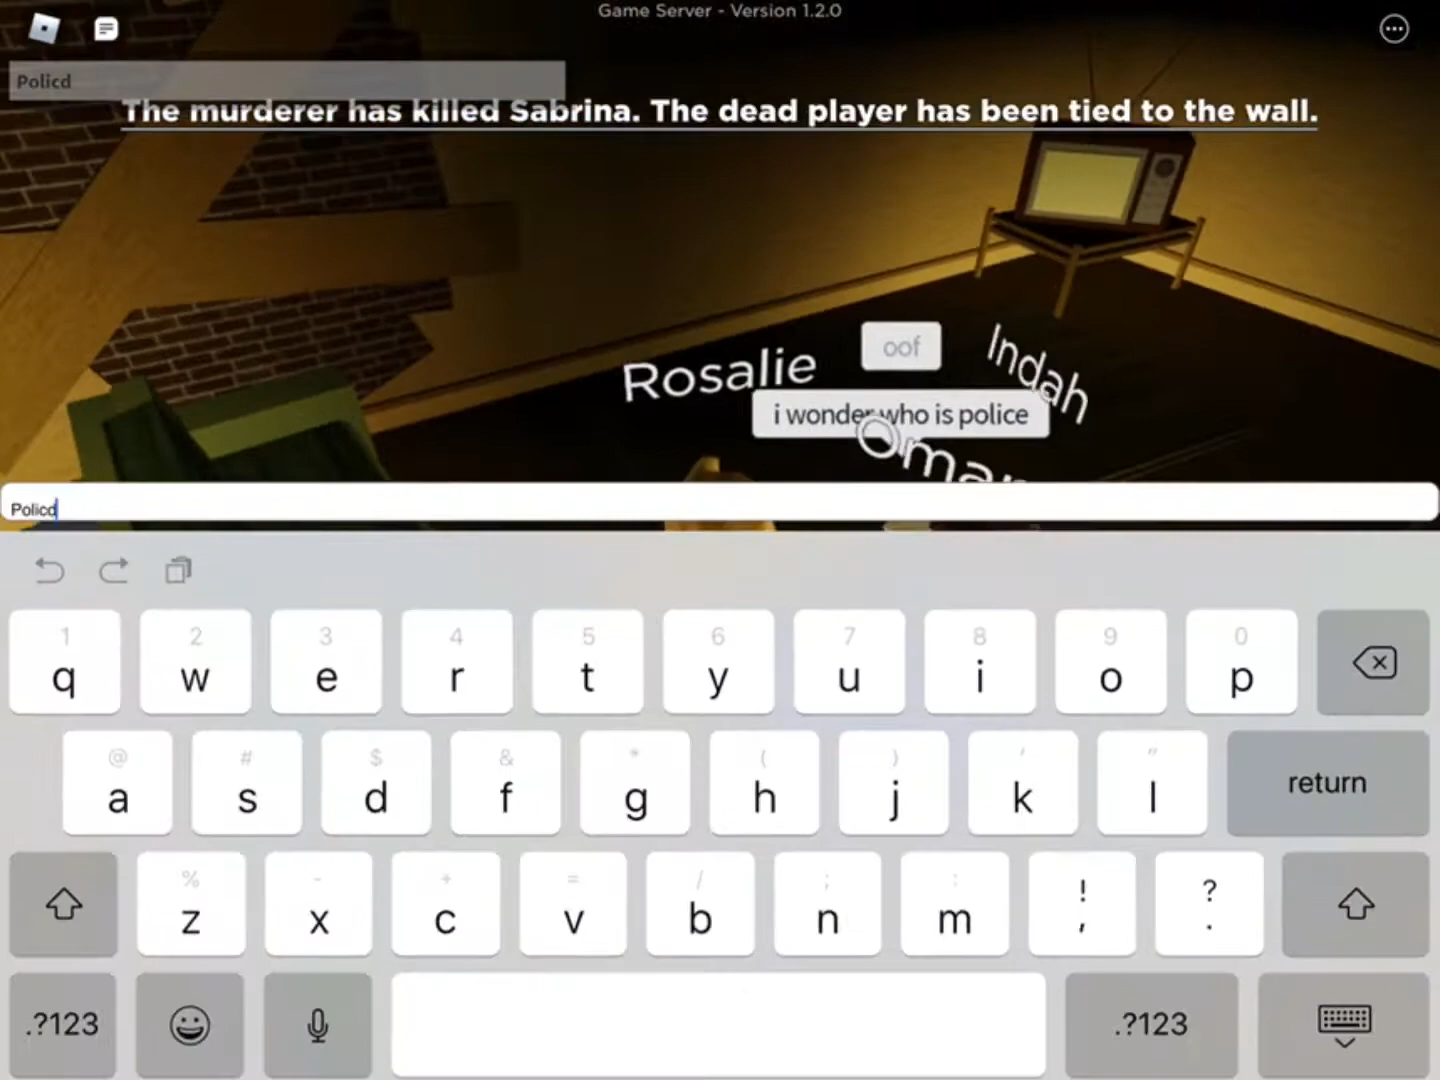 Game Server - Version 1.2.0
Policd
The murderer has killed Sabrina. The dead player has been tied to the wall.
oof
Indah
Rosalie
i wonder who is police
Omar
Policd
1 2 3 4 5 6 7 8 9 0
q w e r t y u i o p
@ # $ & * ( ) ' "
a s d f g h j k l return
% - + = / ; : ! ?
z x c v b n m , .
.?123 .?123